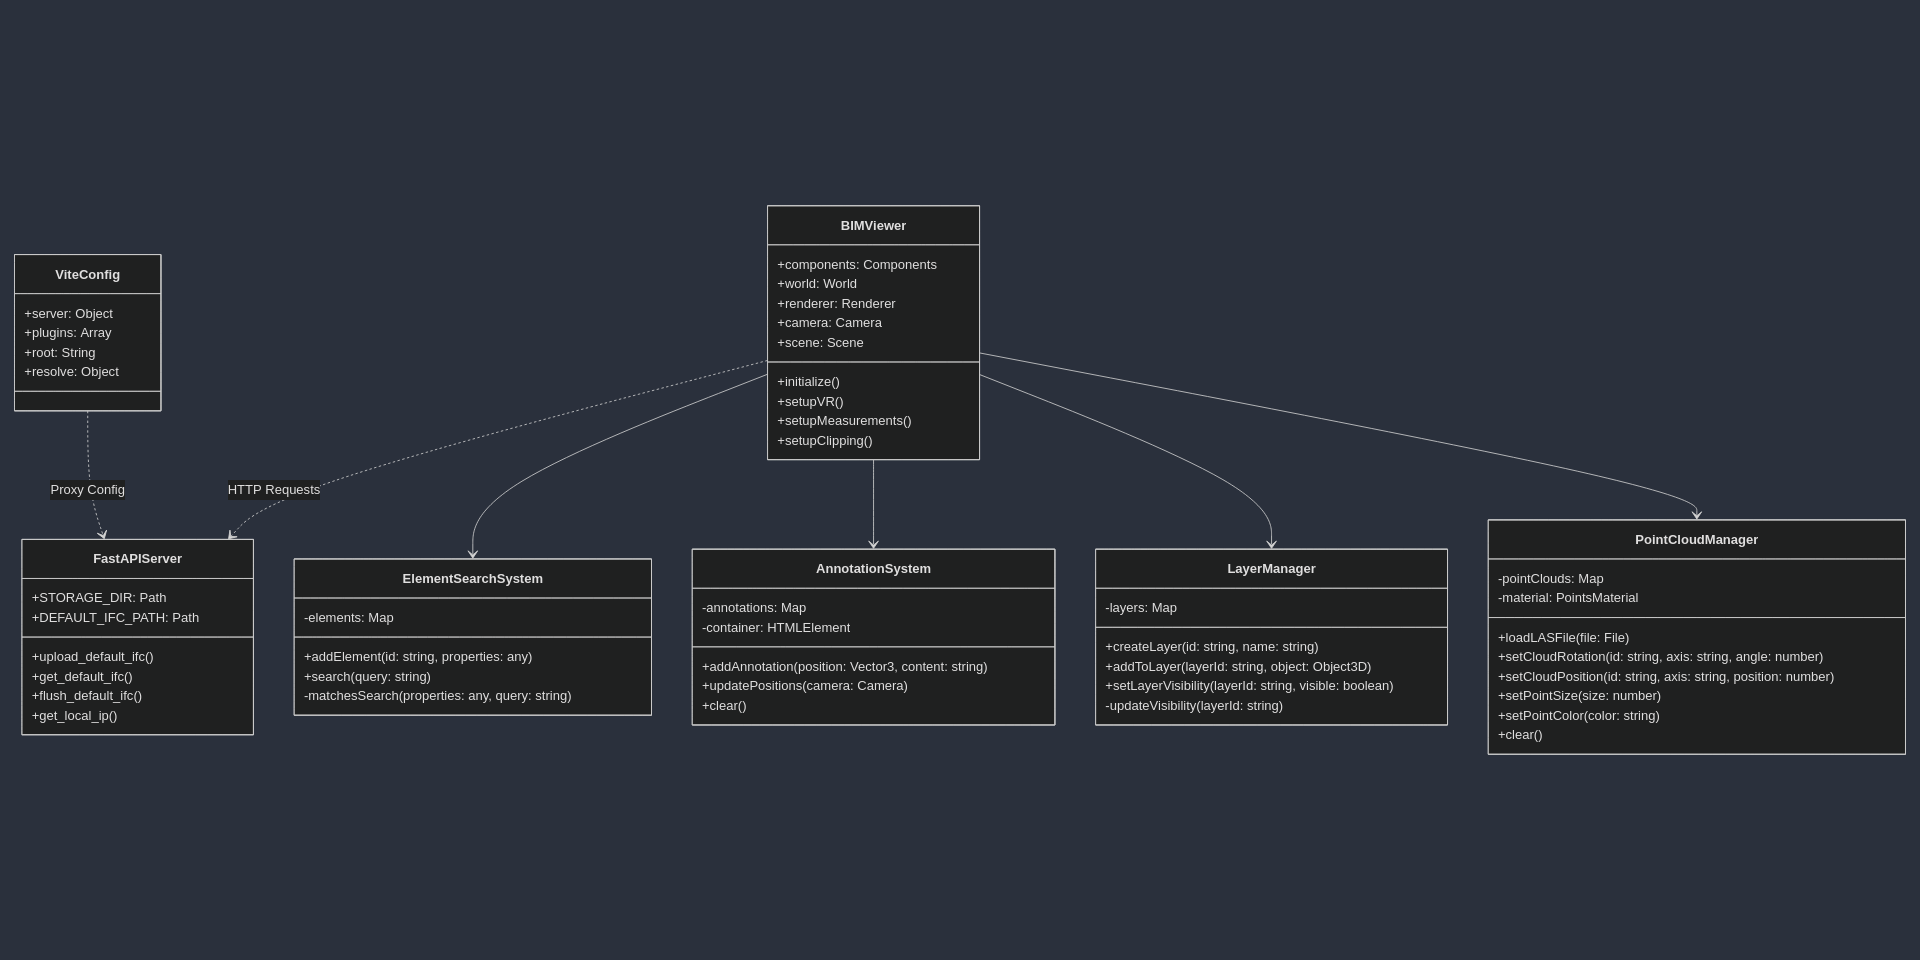 BIMViewer
+components: Components
+world: World
+renderer: Renderer
+camera: Camera
+scene: Scene
+initialize()
+setupVR()
+setupMeasurements()
+setupClipping()
ViteConfig
+server: Object
+plugins: Array
+root: String
+resolve: Object
Proxy Config
HTTP Requests
FastAPIServer
+STORAGE_DIR: Path
+DEFAULT_IFC_PATH: Path
+upload_default_ifc()
+get_default_ifc()
+flush_default_ifc()
+get_local_ip()
ElementSearchSystem
-elements: Map
+addElement(id: string, properties: any)
+search(query: string)
-matchesSearch(properties: any, query: string)
AnnotationSystem
-annotations: Map
-container: HTMLElement
+addAnnotation(position: Vector3, content: string)
+updatePositions(camera: Camera)
+clear()
LayerManager
-layers: Map
+createLayer(id: string, name: string)
+addToLayer(layerId: string, object: Object3D)
+setLayerVisibility(layerId: string, visible: boolean)
-updateVisibility(layerId: string)
PointCloudManager
-pointClouds: Map
-material: PointsMaterial
+loadLASFile(file: File)
+setCloudRotation(id: string, axis: string, angle: number)
+setCloudPosition(id: string, axis: string, position: number)
+setPointSize(size: number)
+setPointColor(color: string)
+clear()